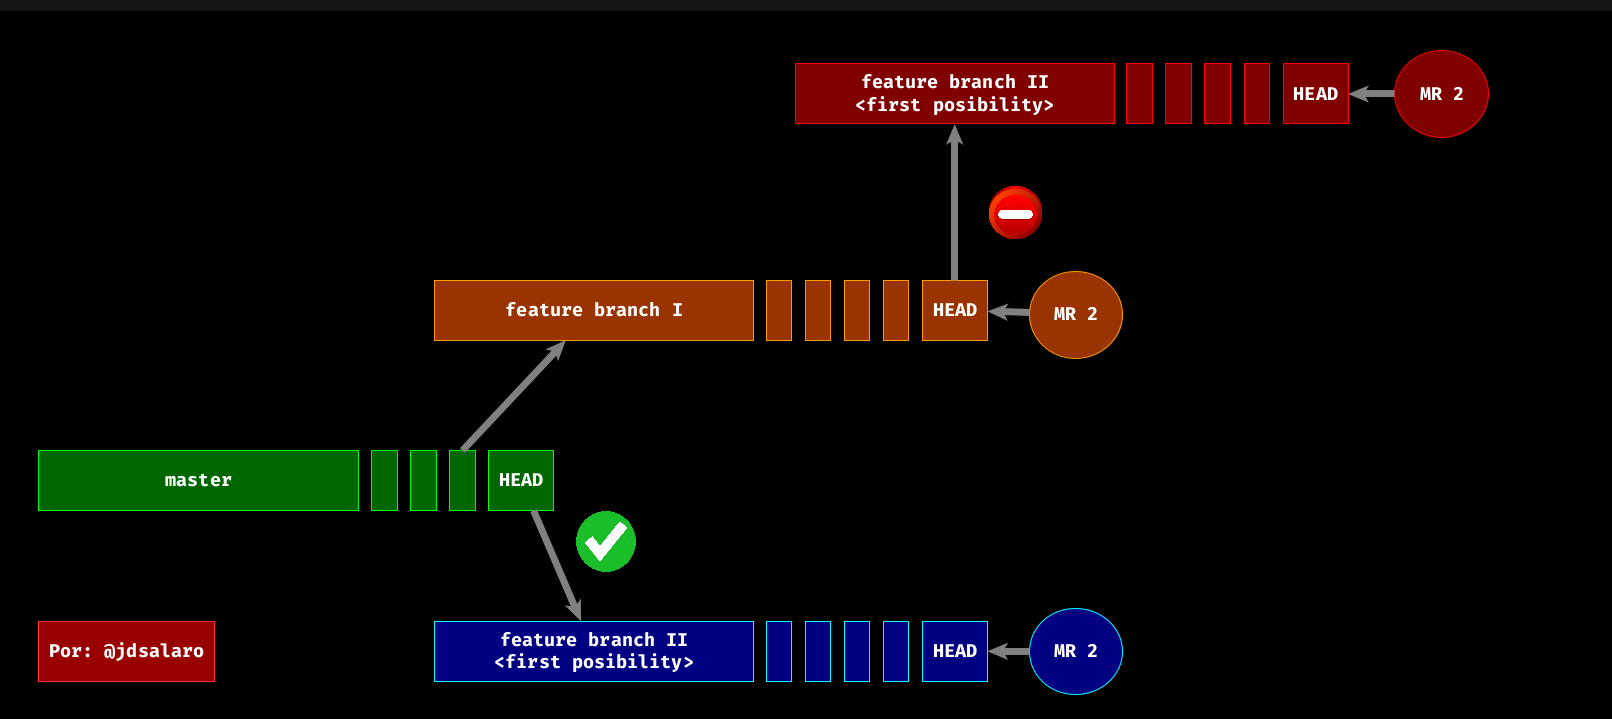 feature branch II
<first posibility>
HEAD
MR 2
feature branch I
HEAD
MR 2
master
HEAD
Por: @jdsalaro
feature branch II
<first posibility>
HEAD
MR 2